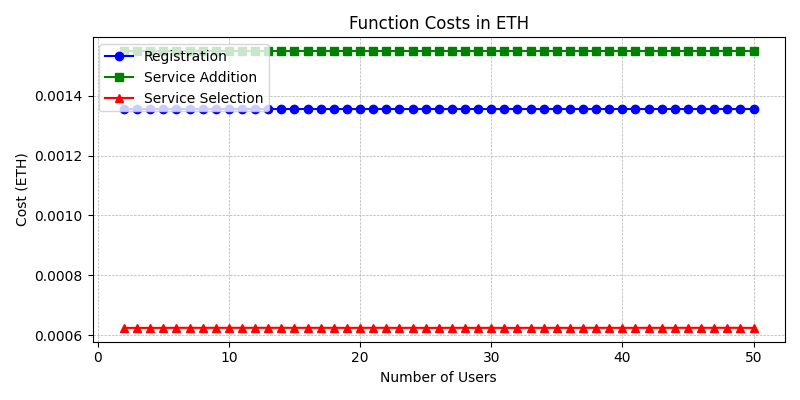 Function Costs in ETH
Registration
Service Addition
Service Selection
Cost (ETH)
0.0014
0.0012
0.0010
0.0008
0.0006
0
10
20
30
40
50
Number of Users